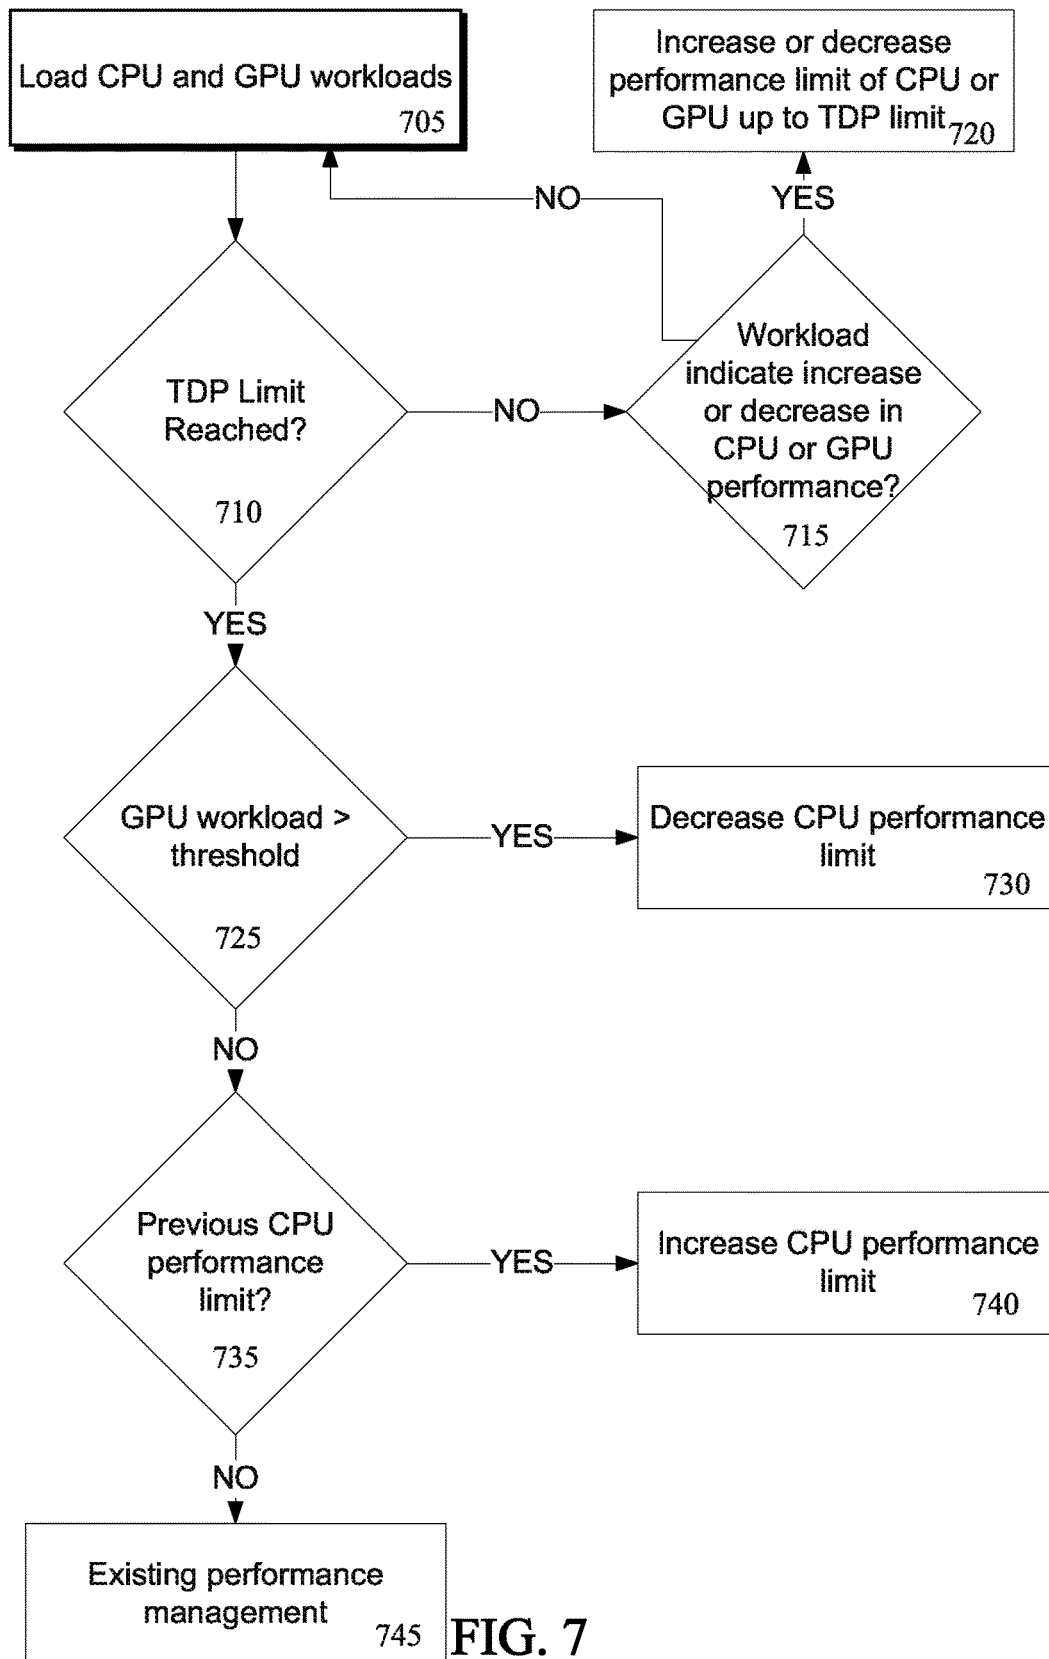 Load CPU and GPU workloads
705
Increase or decrease
performance limit of CPU or
GPU up to TDP limit
720
NO
YES
TDP Limit
Reached?
710
NO
Workload
indicate increase
or decrease in
CPU or GPU
performance?
715
YES
GPU workload >
threshold
725
YES
Decrease CPU performance
limit
730
NO
Previous CPU
performance
limit?
735
YES
Increase CPU performance
limit
740
NO
Existing performance
management
745
FIG. 7